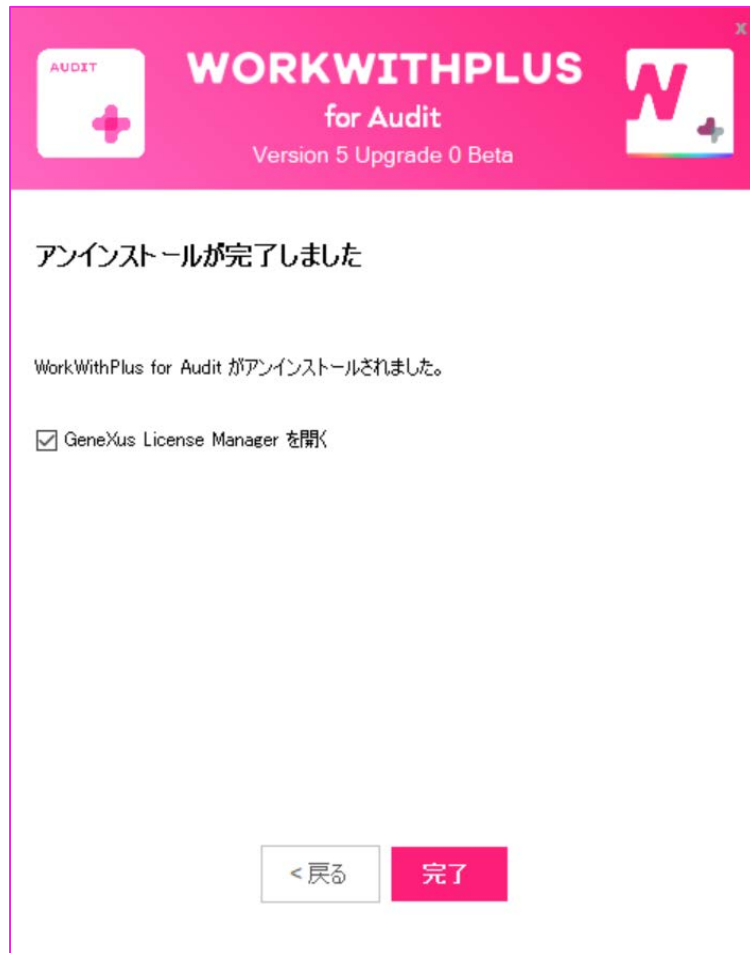 x
AUDIT
WORKWITHPLUS
for Audit
Version 5 Upgrade 0 Beta
アンインストールが完了しました
WorkWithPlus for Audit がアンインストールされました。
GeneXus License Manager を開く
< 戻る
完了